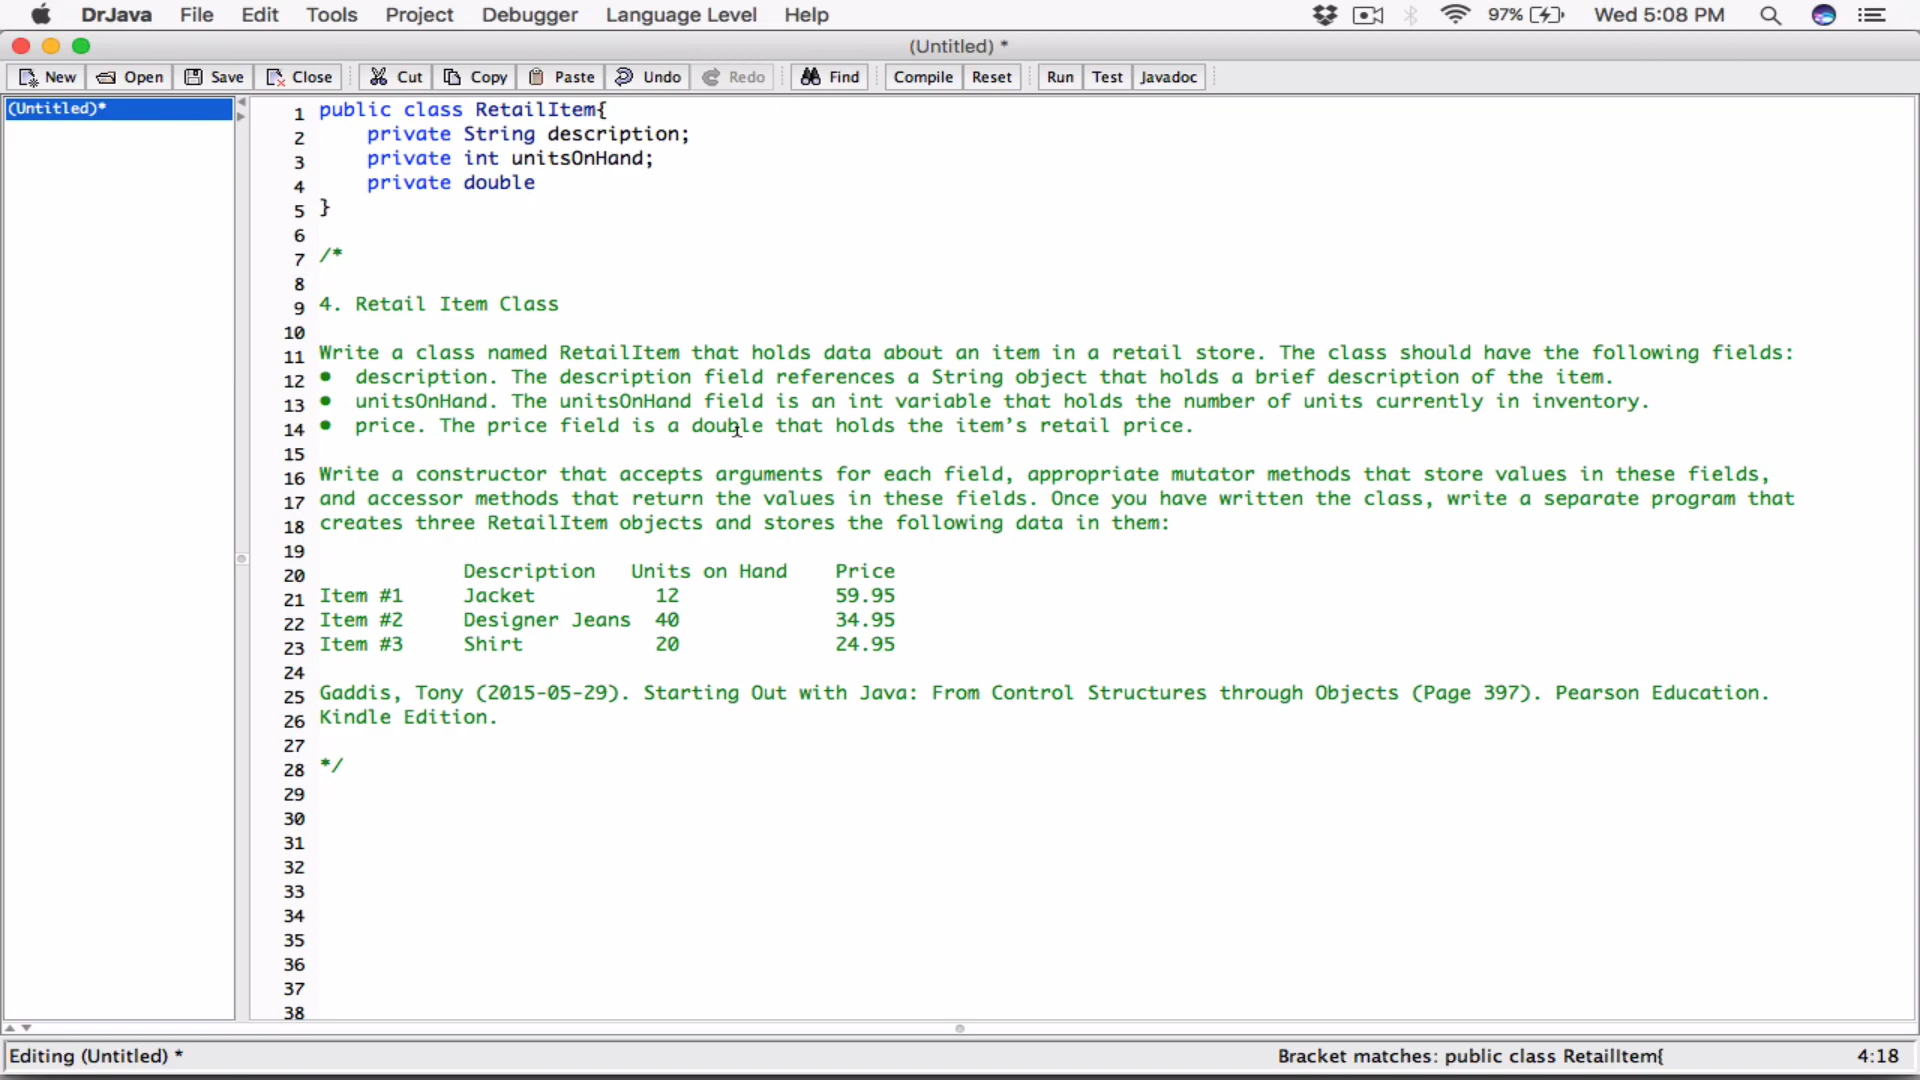 DrJava File Edit Tools Project Debugger Language Level Help 97% Wed 5:08 PM
(Untitled) *
New Open Save Close Cut Copy Paste Undo Redo Find Compile Reset Run Test Javadoc
(Untitled)*
1 public class RetailItem{
2 private String description;
3 private int unitsOnHand;
4 private double
5 }
6
7 /*
8
9 4. Retail Item Class
10
11 Write a class named RetailItem that holds data about an item in a retail store. The class should have the following fields:
12 • description. The description field references a String object that holds a brief description of the item.
13 • unitsOnHand. The unitsOnHand field is an int variable that holds the number of units currently in inventory.
14 • price. The price field is a double that holds the item’s retail price.
15
16 Write a constructor that accepts arguments for each field, appropriate mutator methods that store values in these fields,
17 and accessor methods that return the values in these fields. Once you have written the class, write a separate program that
18 creates three RetailItem objects and stores the following data in them:
19
20 Description Units on Hand Price
21 Item #1 Jacket 12 59.95
22 Item #2 Designer Jeans 40 34.95
23 Item #3 Shirt 20 24.95
24
25 Gaddis, Tony (2015-05-29). Starting Out with Java: From Control Structures through Objects (Page 397). Pearson Education.
26 Kindle Edition.
27
28 */
29
30
31
32
33
34
35
36
37
38
Editing (Untitled) * Bracket matches: public class RetailItem{ 4:18